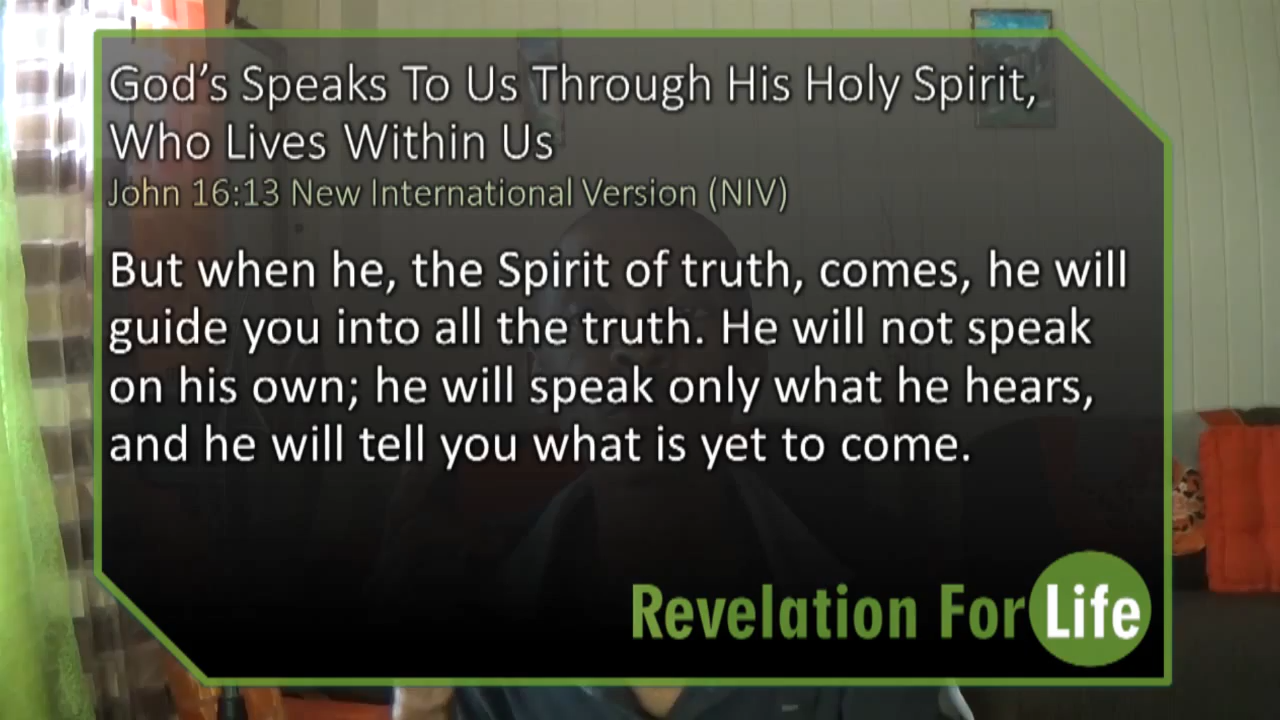 God’s Speaks To Us Through His Holy Spirit,
Who Lives Within Us
John 16:13 New International Version (NIV)
But when he, the Spirit of truth, comes, he will
guide you into all the truth. He will not speak
on his own; he will speak only what he hears,
and he will tell you what is yet to come.
Revelation For Life